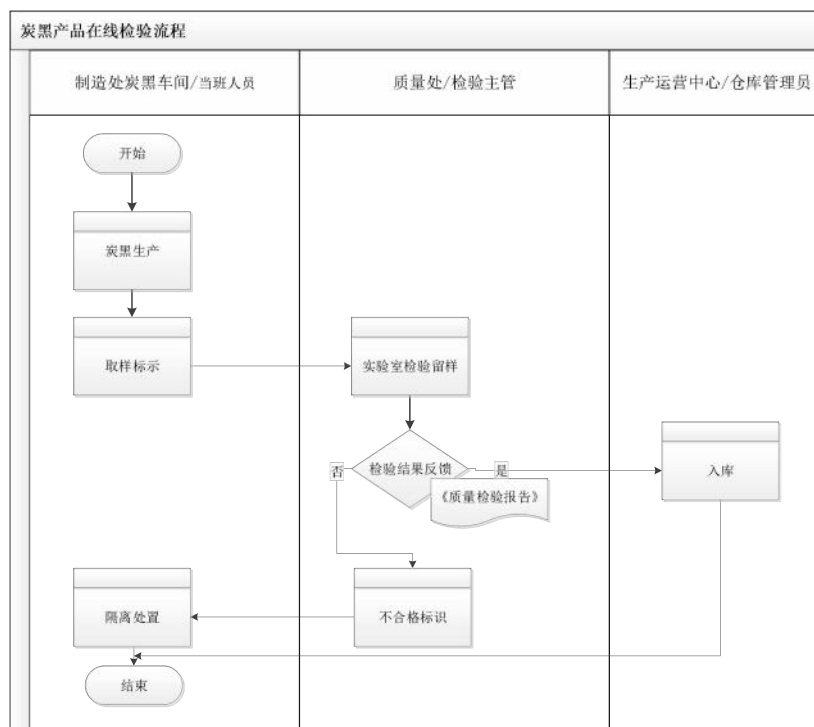 炭黑产品在线检验流程
制造处炭黑车间/当班人员
质量处/检验主管
生产运营中心/仓库管理员
开始
炭黑生产
取样标示
实验室检验留样
检验结果反馈
否
是
《质量检验报告》
入库
隔离处置
不合格标识
结束